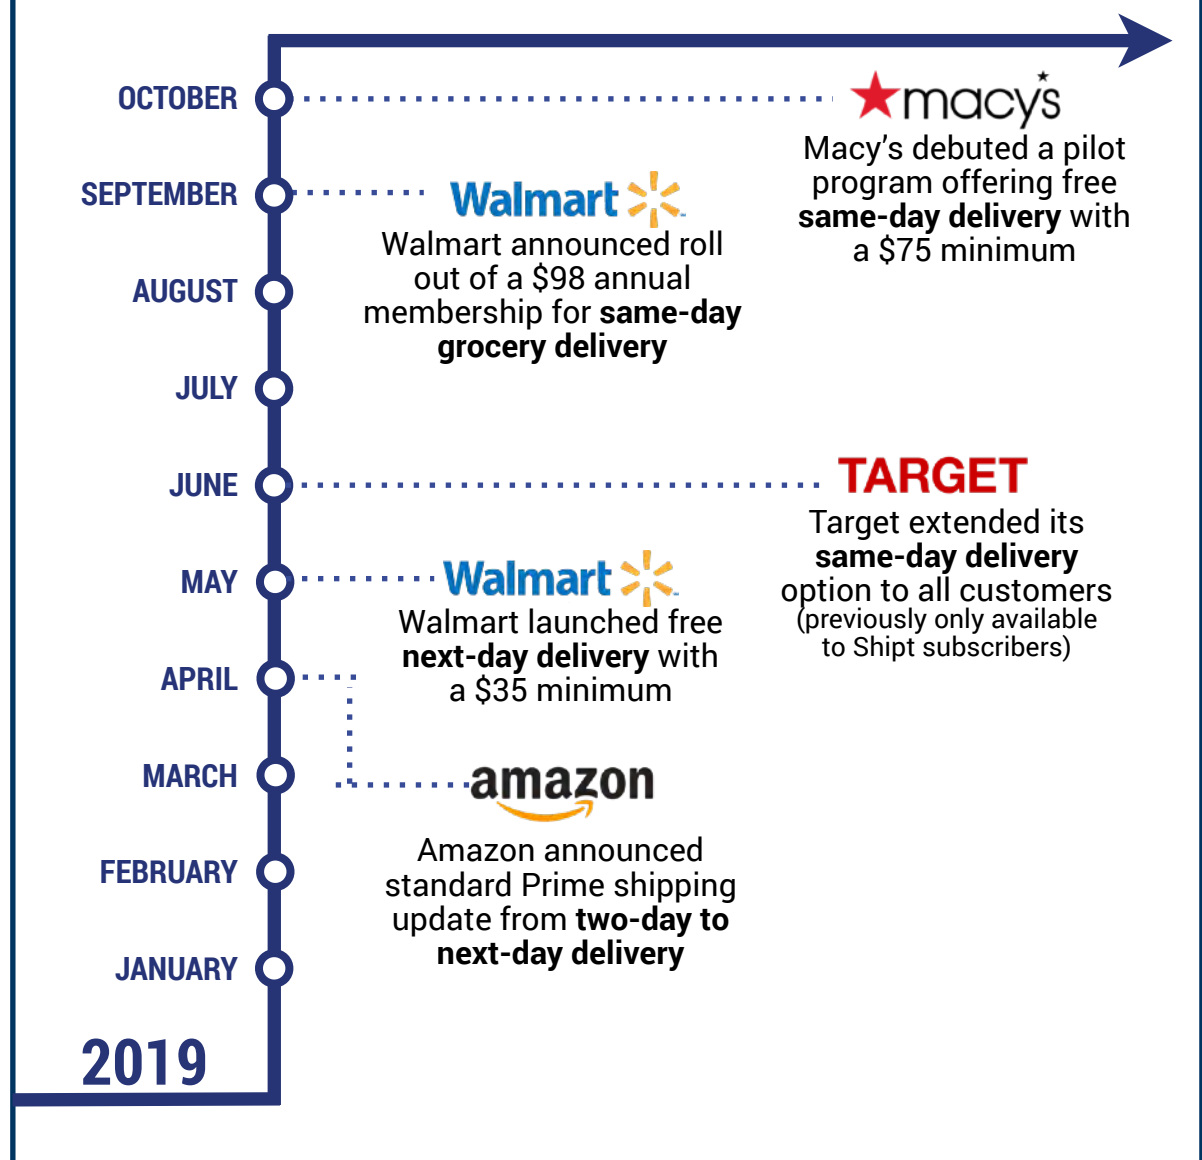 OCTOBER
macy's
Macy’s debuted a pilot
program offering free
same-day delivery with
a $75 minimum
SEPTEMBER
Walmart
Walmart announced roll
out of a $98 annual
membership for same-day
grocery delivery
AUGUST
JULY
JUNE
TARGET
Target extended its
same-day delivery
option to all customers
(previously only available
to Shipt subscribers)
MAY
Walmart
Walmart launched free
next-day delivery with
a $35 minimum
APRIL
MARCH
amazon
Amazon announced
standard Prime shipping
update from two-day to
next-day delivery
FEBRUARY
JANUARY
2019